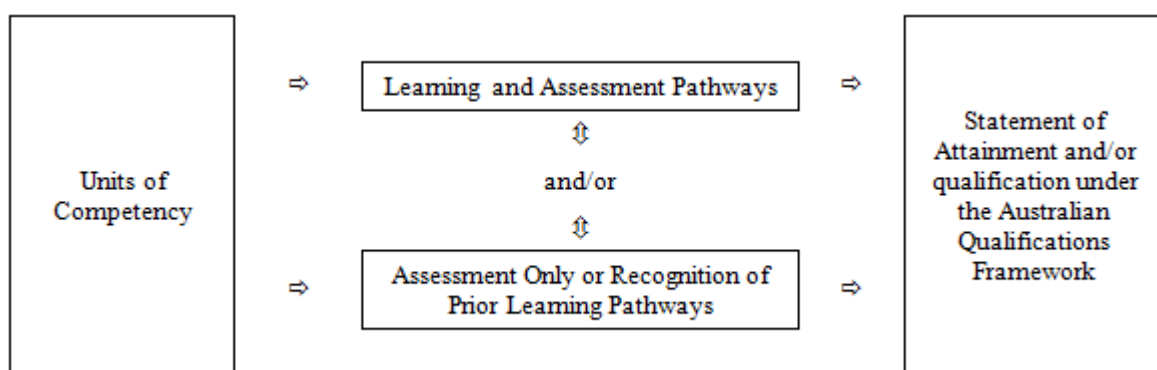 Units of
Competency
Learning and Assessment Pathways
and/or
Assessment Only or Recognition of
Prior Learning Pathways
Statement of
Attainment and/or
qualification under
the Australian
Qualifications
Framework